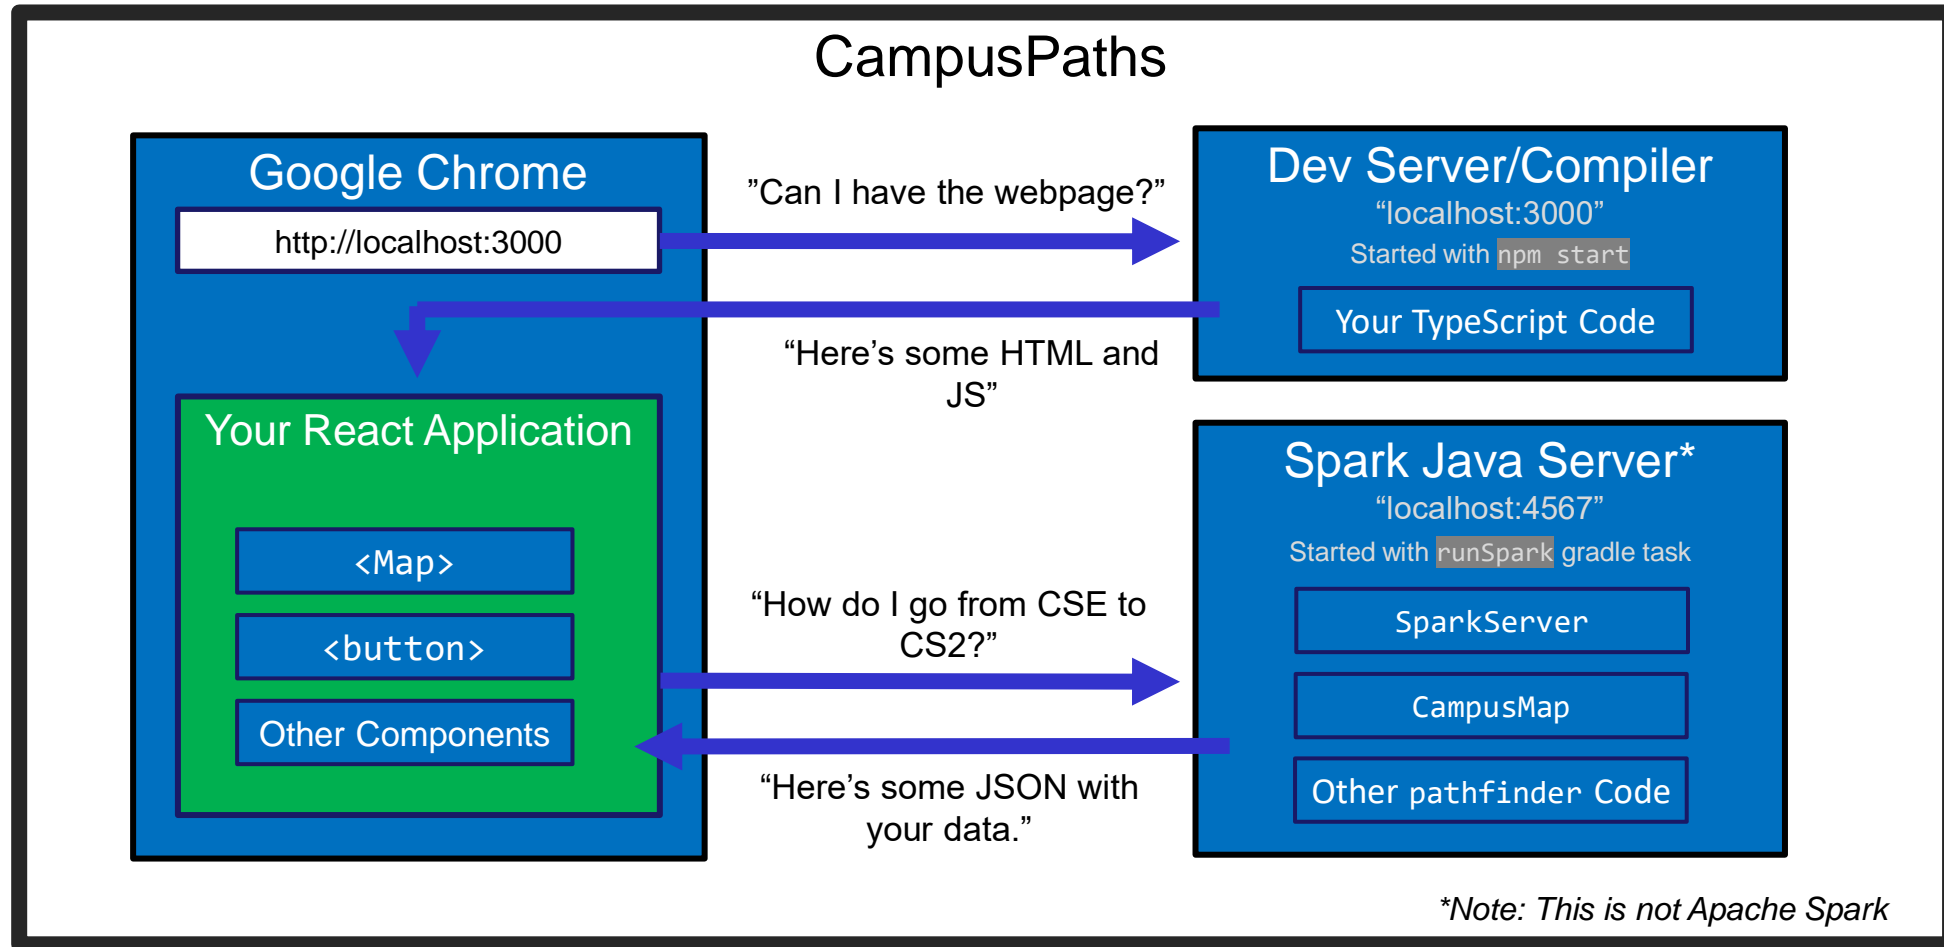 CampusPaths
Google Chrome
http://localhost:3000
”Can I have the webpage?”
“Here’s some HTML and
JS”
Dev Server/Compiler
“localhost:3000”
Started with npm start
Your TypeScript Code
Your React Application
<Map>
<button>
Other Components
“How do I go from CSE to
CS2?”
“Here’s some JSON with
your data.”
Spark Java Server*
“localhost:4567”
Started with runSpark gradle task
SparkServer
CampusMap
Other pathfinder Code
*Note: This is not Apache Spark